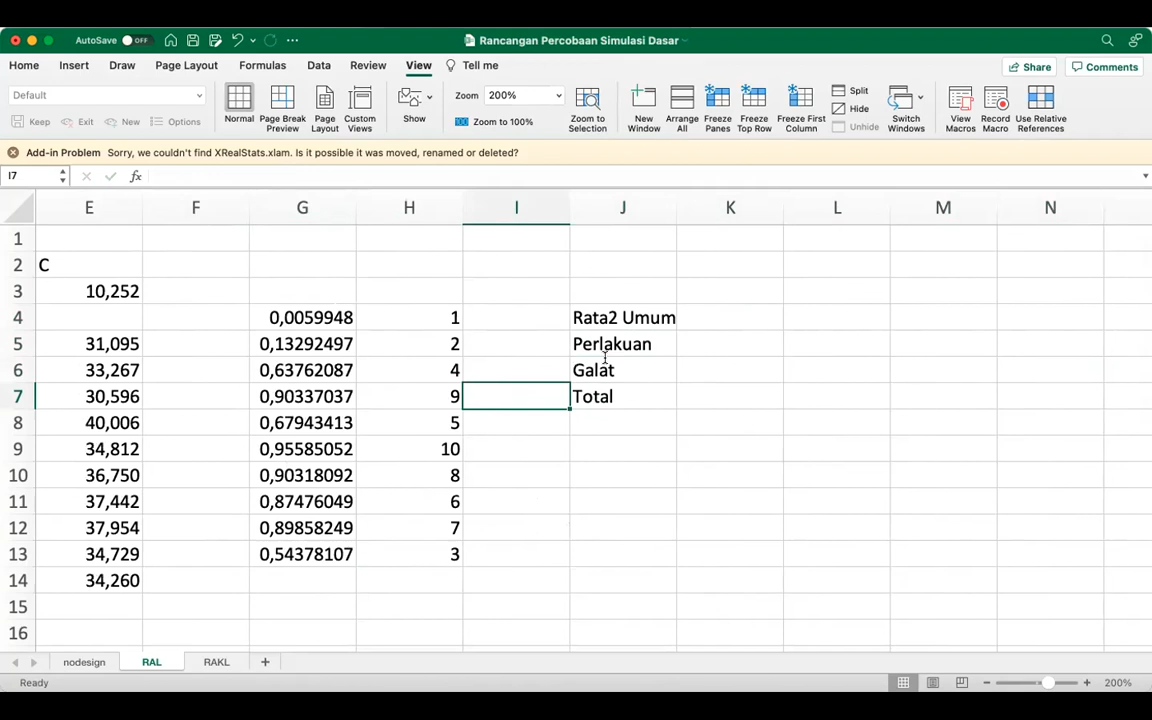 AutoSave OFF Rancangan Percobaan Simulasi Dasar
Home Insert Draw Page Layout Formulas Data Review View Tell me Share Comments
Default Keep Exit New Options
Normal Page Break Preview Page Layout Custom Views Show
Zoom 200% Zoom to 100% Zoom to Selection
New Window Arrange All Freeze Panes Freeze Top Row Freeze First Column
Split Hide Unhide Switch Windows
View Macros Record Macro Use Relative References
Add-in Problem Sorry, we couldn't find XRealStats.xlam. Is it possible it was moved, renamed or deleted?
I7 fx
E F G H I J K L M N
1
2 C
3 10,252
4 0,0059948 1 Rata2 Umum
5 31,095 0,13292497 2 Perlakuan
6 33,267 0,63762087 4 Galat
7 30,596 0,90337037 9 Total
8 40,006 0,67943413 5
9 34,812 0,95585052 10
10 36,750 0,90318092 8
11 37,442 0,87476049 6
12 37,954 0,89858249 7
13 34,729 0,54378107 3
14 34,260
15
16
nodesign RAL RAKL
Ready 200%